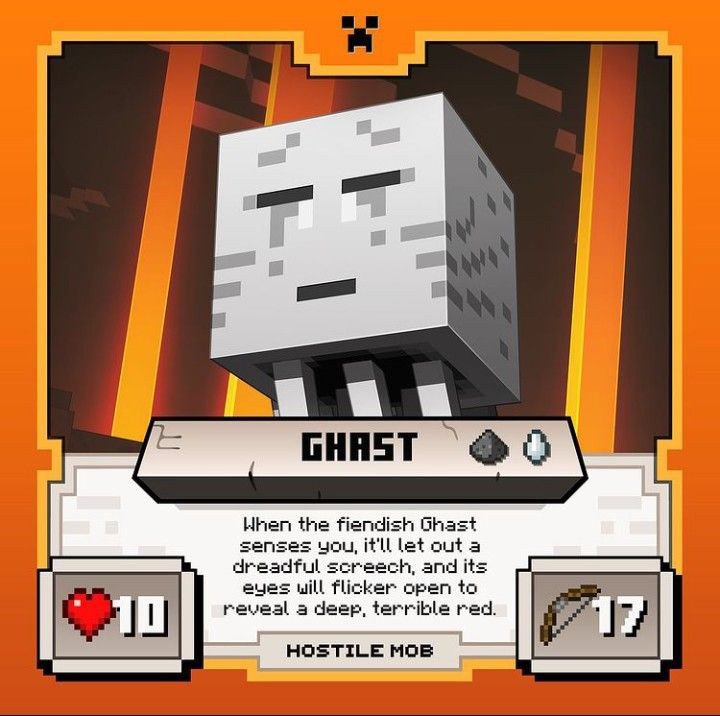 GHAST
When the fiendish Ghast
senses you, it'll let out a
dreadful screech, and its
eyes will flicker open to
reveal a deep, terrible red.
10
17
HOSTILE MOB